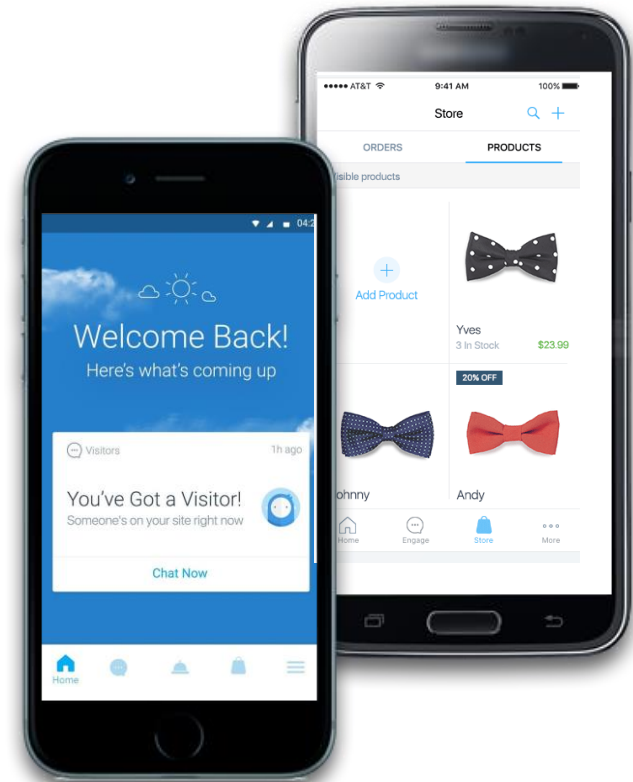 ●●●●● AT&T 9:41 AM 100%
Store
ORDERS PRODUCTS
isible products
Add Product
Yves
3 In Stock $23.99
20% OFF
ohnny
Andy
Home Engage Store More
04:2
Welcome Back!
Here's what's coming up
Visitors 1h ago
You've Got a Visitor!
Someone's on your site right now
Chat Now
Home